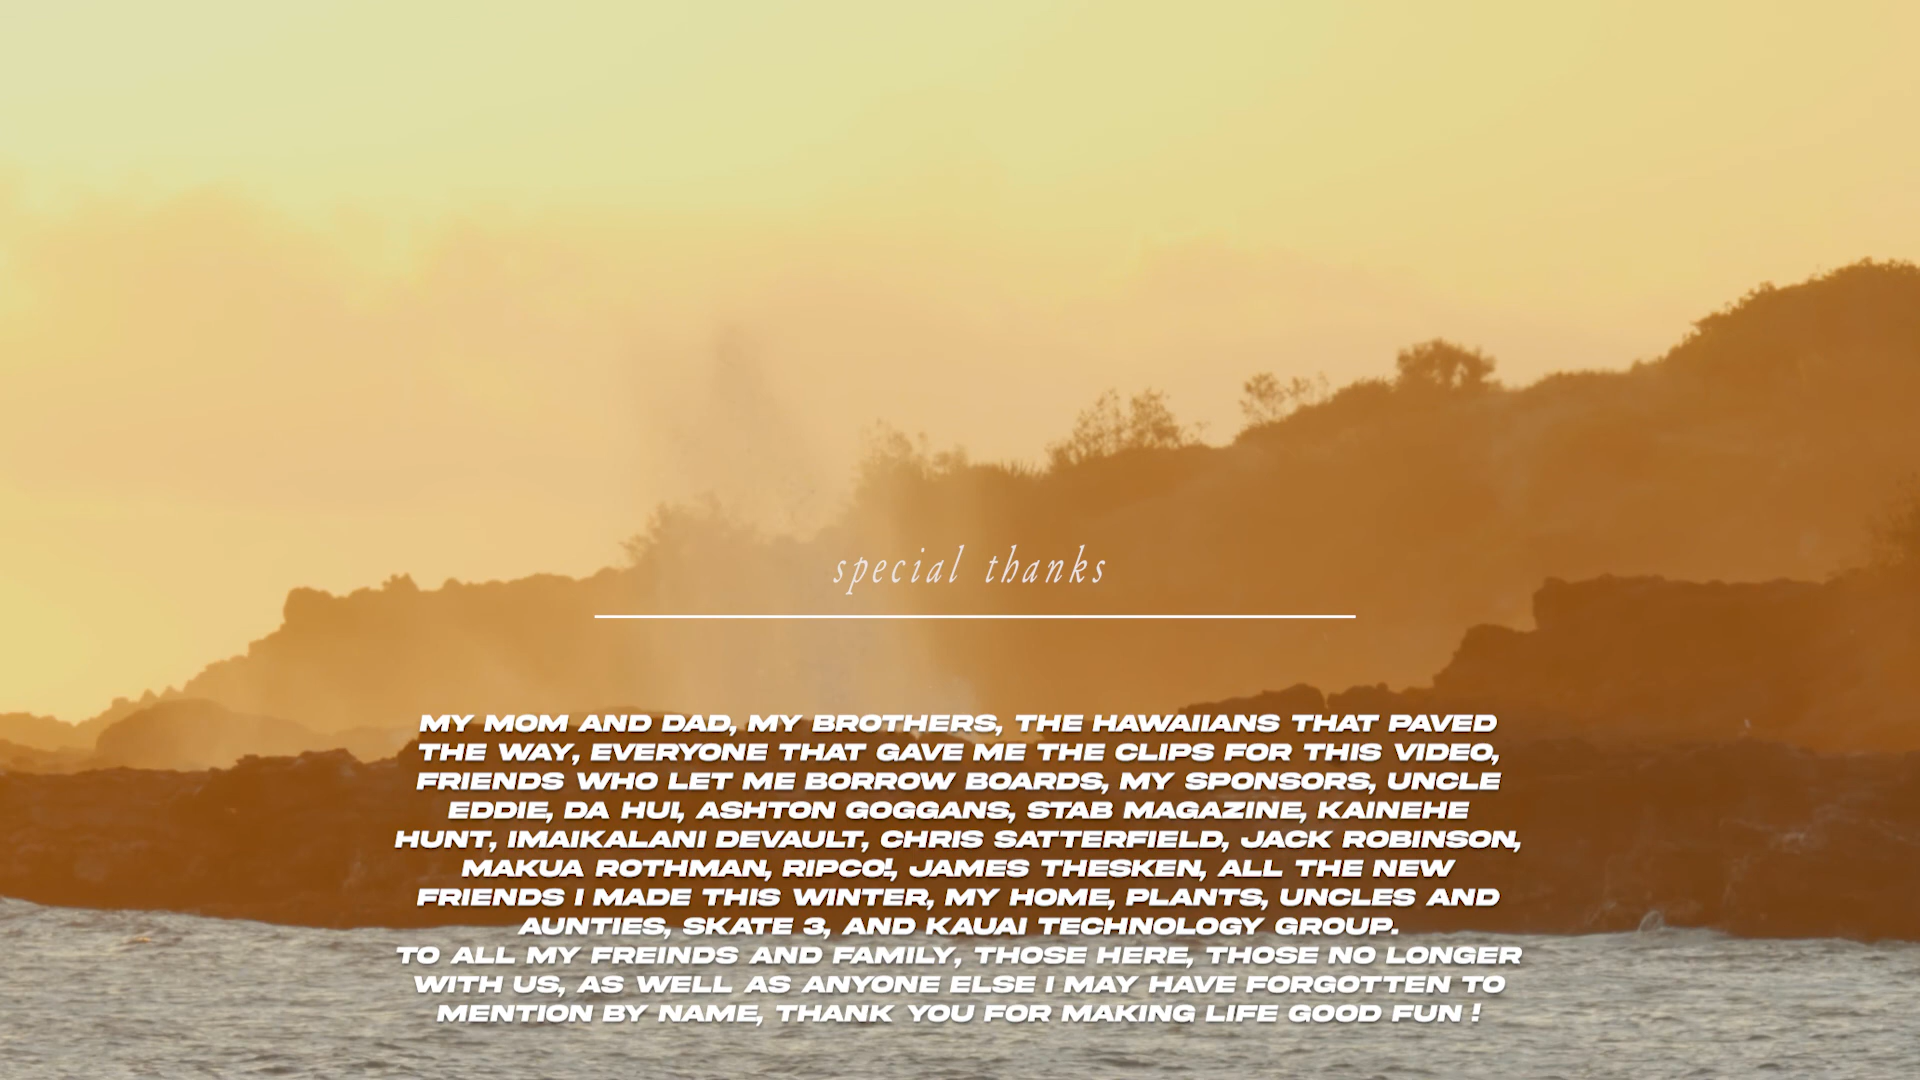 special thanks
MY MOM AND DAD, MY BROTHERS, THE HAWAIIANS THAT PAVED
THE WAY, EVERYONE THAT GAVE ME THE CLIPS FOR THIS VIDEO,
FRIENDS WHO LET ME BORROW BOARDS, MY SPONSORS, UNCLE
EDDIE, DA HUI, ASHTON GOGGANS, STAB MAGAZINE, KAINEHE
HUNT, IMAIKALANI DEVAULT, CHRIS SATTERFIELD, JACK ROBINSON,
MAKUA ROTHMAN, RIPCO!, JAMES THESKEN, ALL THE NEW
FRIENDS I MADE THIS WINTER, MY HOME, PLANTS, UNCLES AND
AUNTIES, SKATE 3, AND KAUAI TECHNOLOGY GROUP.
TO ALL MY FREINDS AND FAMILY, THOSE HERE, THOSE NO LONGER
WITH US, AS WELL AS ANYONE ELSE I MAY HAVE FORGOTTEN TO
MENTION BY NAME, THANK YOU FOR MAKING LIFE GOOD FUN !